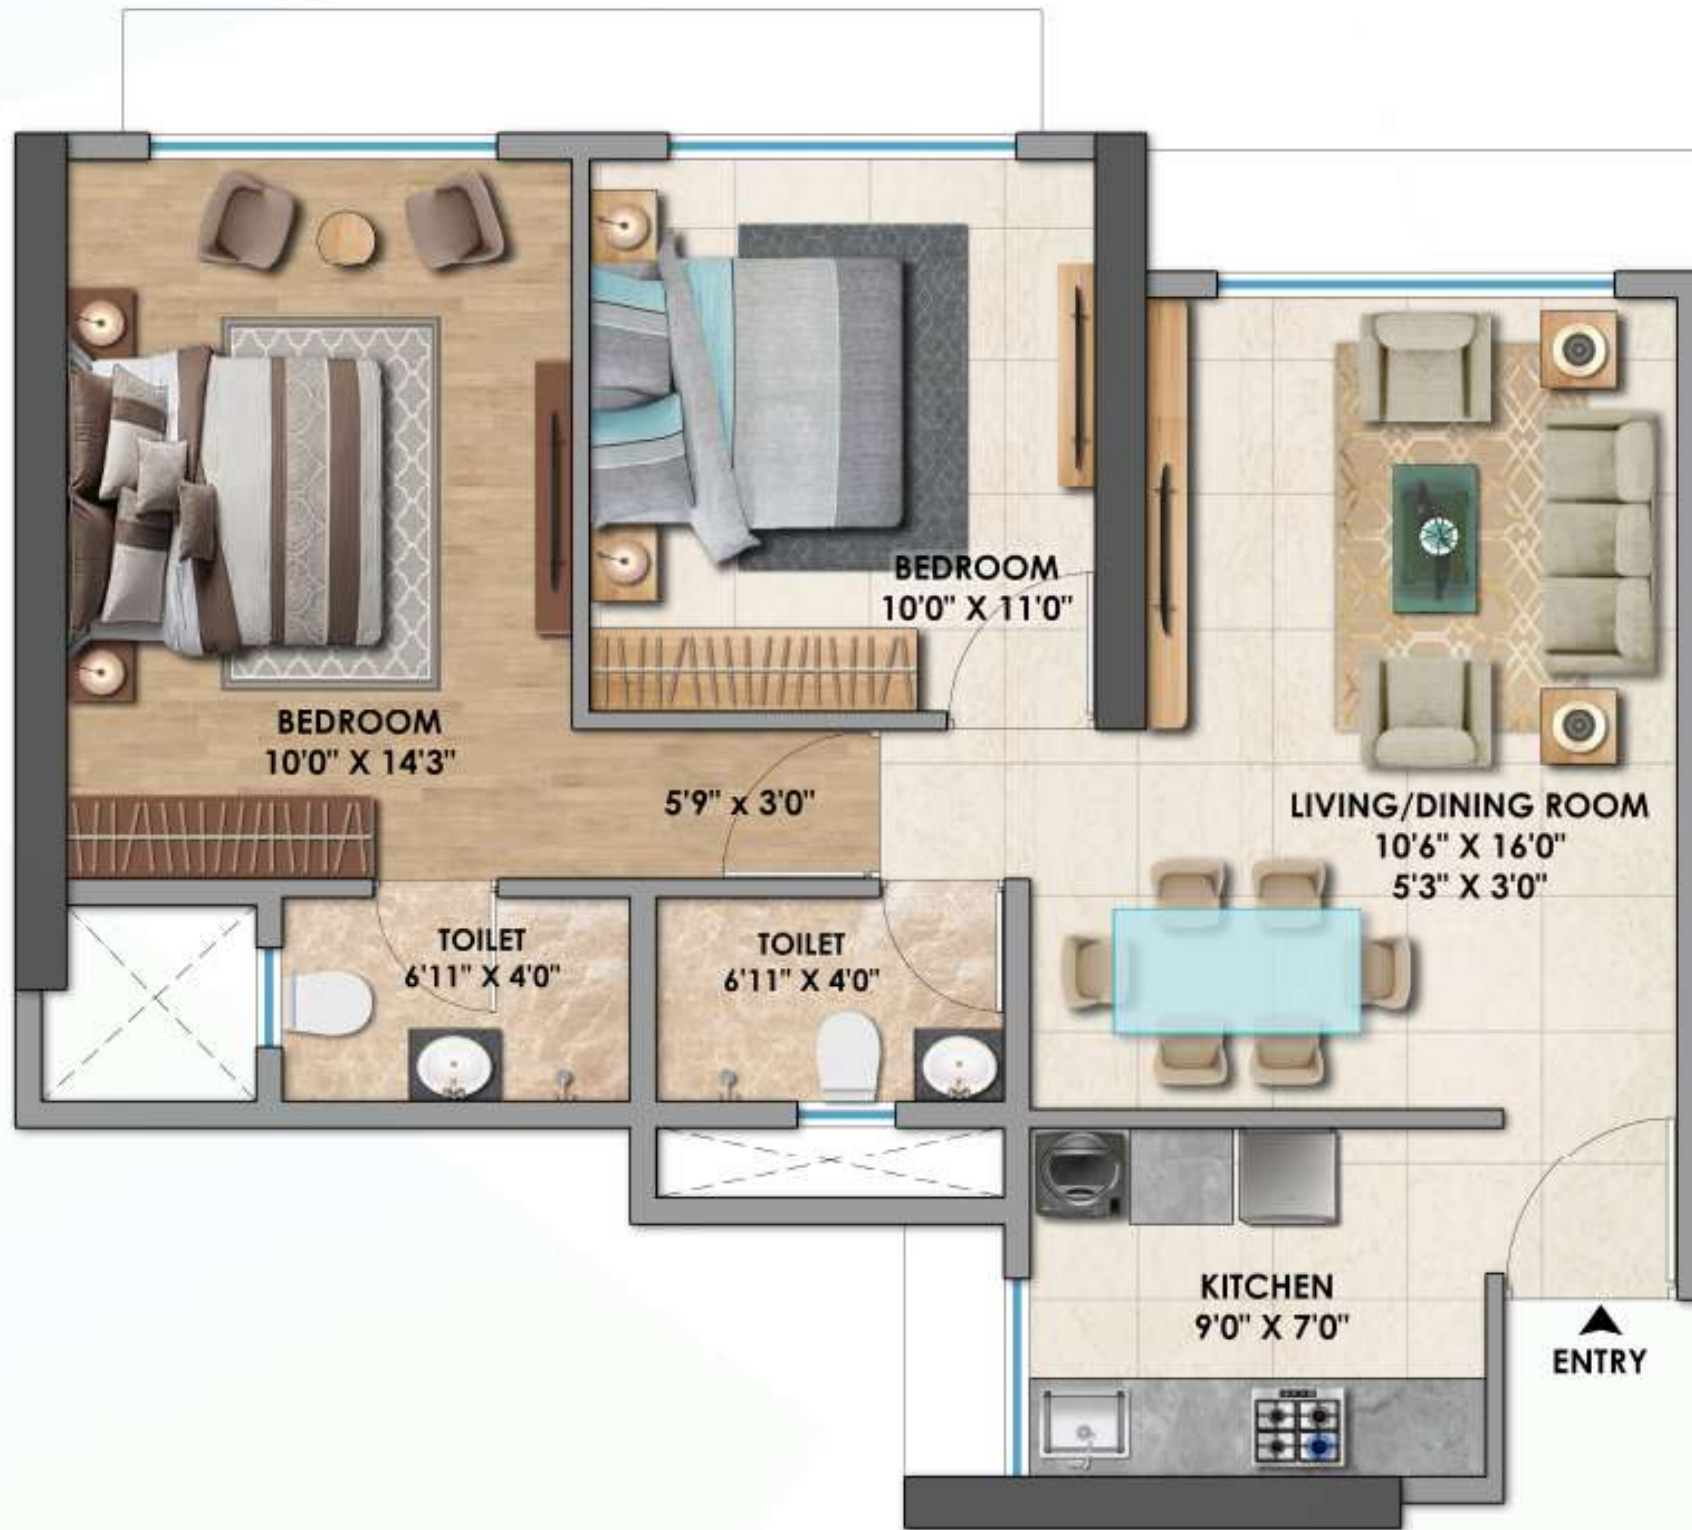 BEDROOM
10'0" X 11'0"
BEDROOM
10'0" X 14'3"
5'9" x 3'0"
LIVING/DINING ROOM
10'6" X 16'0"
5'3" X 3'0"
TOILET
6'11" X 4'0"
TOILET
6'11" X 4'0"
KITCHEN
9'0" X 7'0"
ENTRY